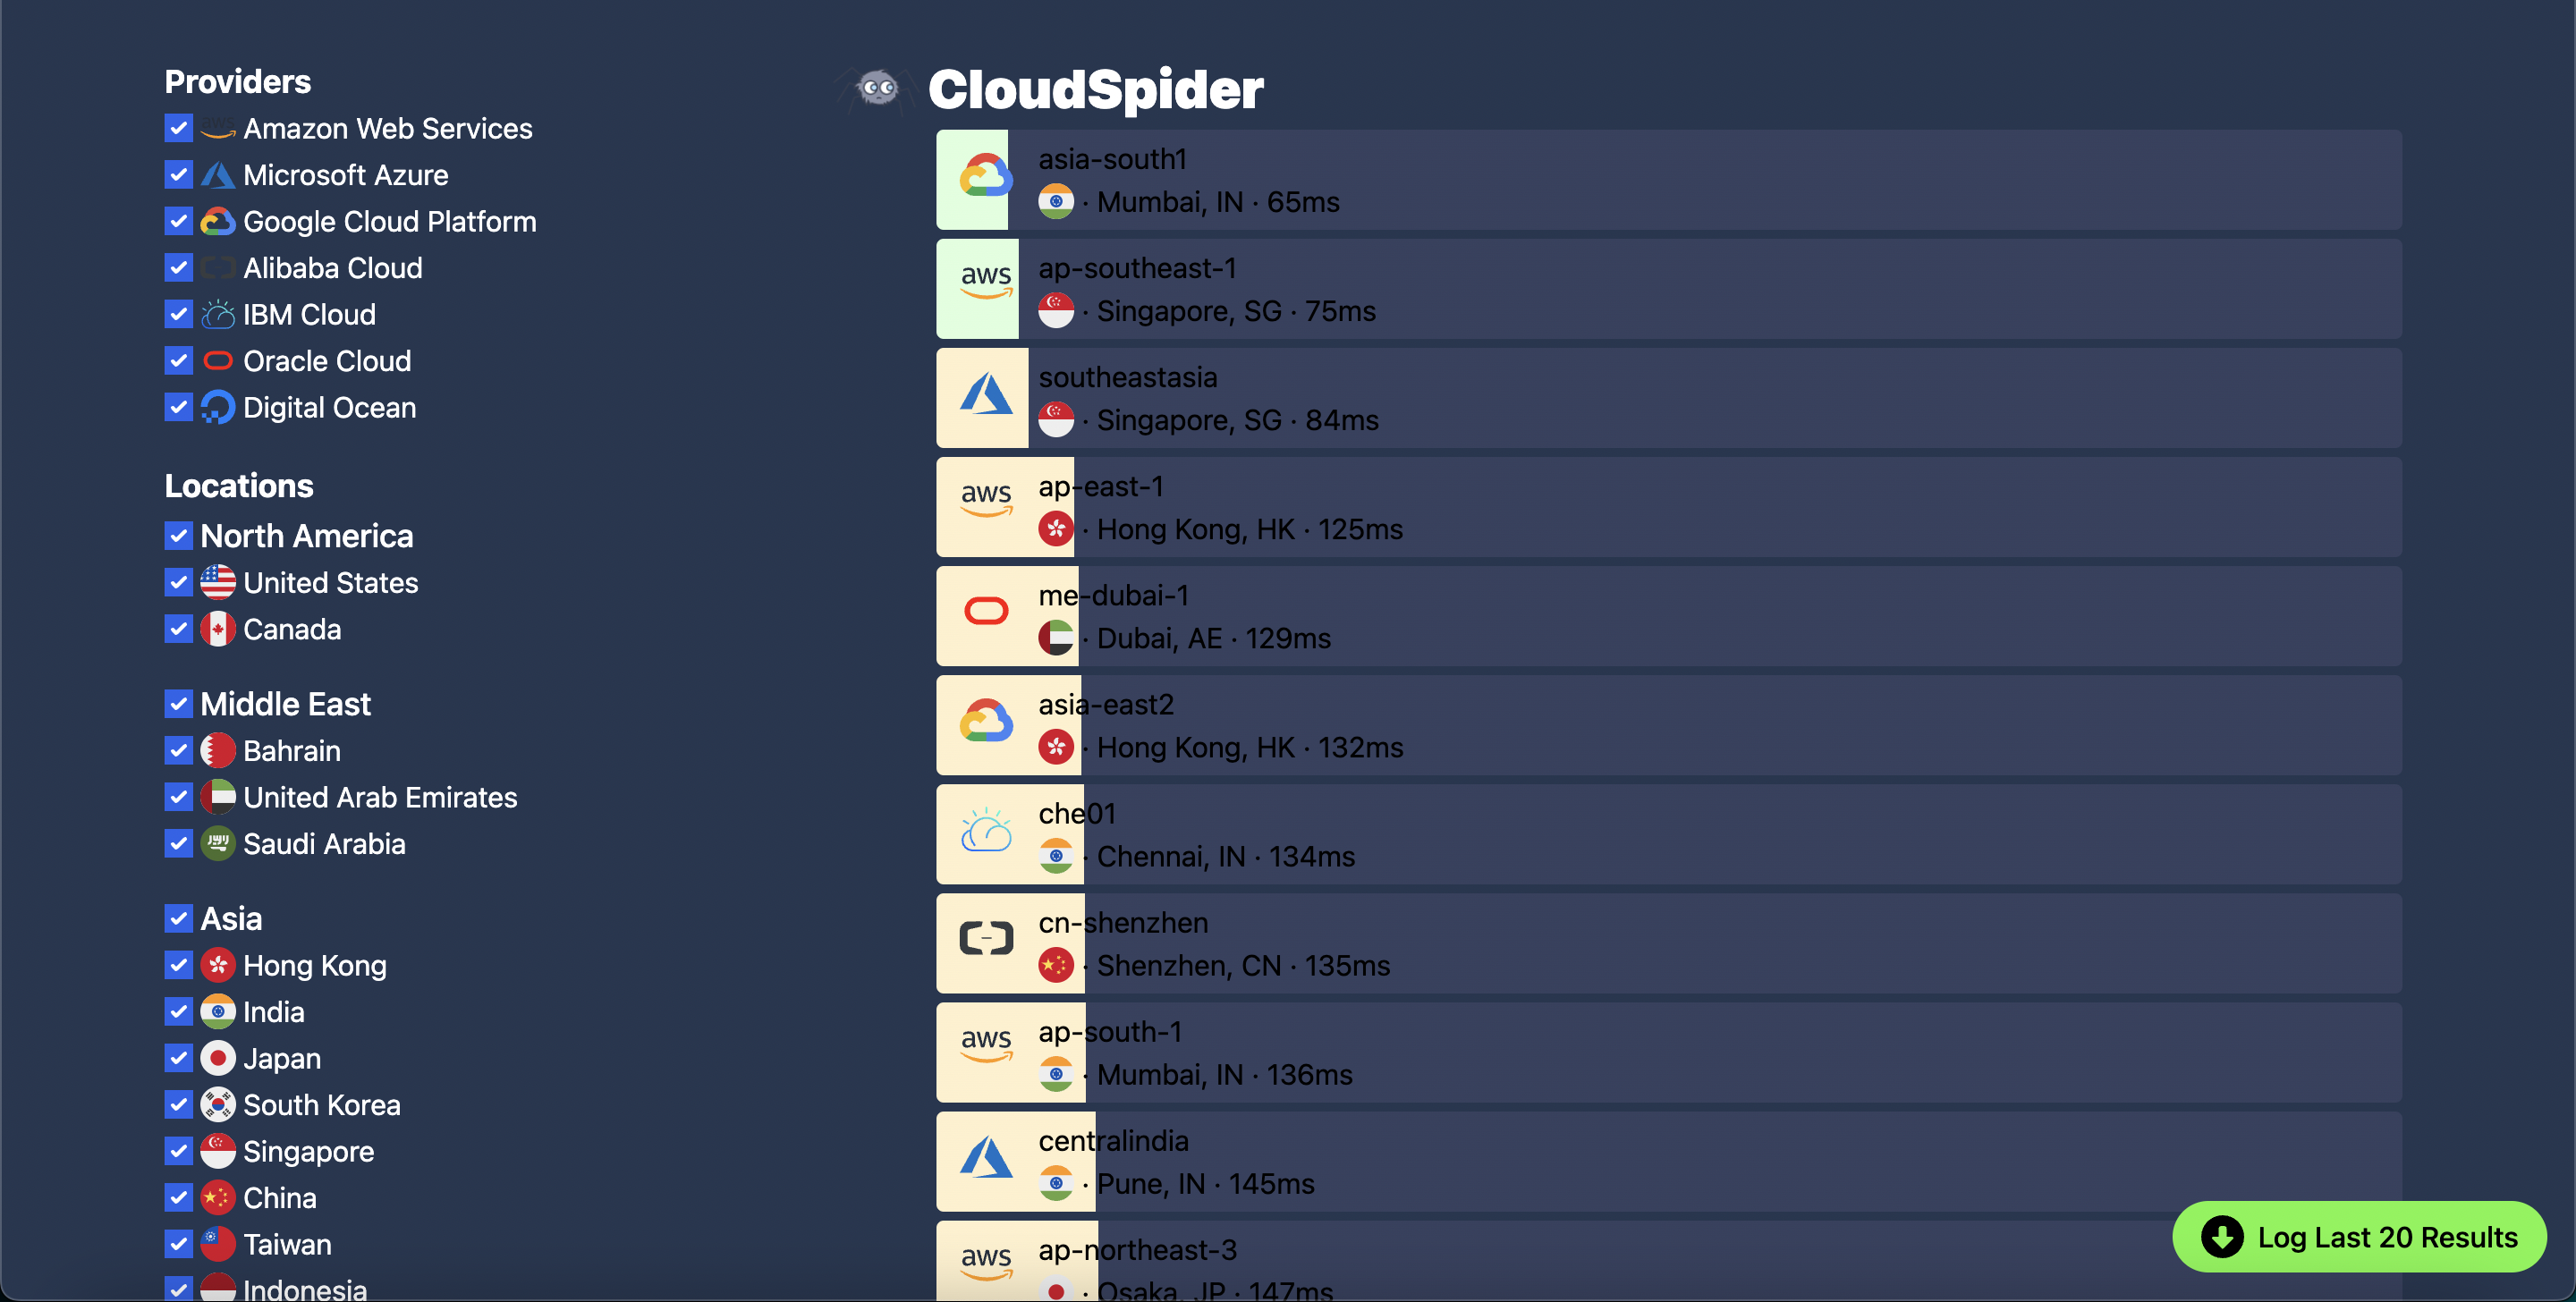 Providers
aws Amazon Web Services
Microsoft Azure
Google Cloud Platform
Alibaba Cloud
IBM Cloud
Oracle Cloud
Digital Ocean
Locations
North America
United States
Canada
Middle East
Bahrain
United Arab Emirates
Saudi Arabia
Asia
Hong Kong
India
Japan
South Korea
Singapore
China
Taiwan
Indonesia
CloudSpider
asia-south1
· Mumbai, IN · 65ms
aws
ap-southeast-1
· Singapore, SG · 75ms
southeastasia
· Singapore, SG · 84ms
aws
ap-east-1
· Hong Kong, HK · 125ms
me-dubai-1
· Dubai, AE · 129ms
asia-east2
· Hong Kong, HK · 132ms
che01
· Chennai, IN · 134ms
cn-shenzhen
· Shenzhen, CN · 135ms
aws
ap-south-1
· Mumbai, IN · 136ms
centralindia
· Pune, IN · 145ms
aws
ap-northeast-3
· Osaka, JP · 147ms
Log Last 20 Results